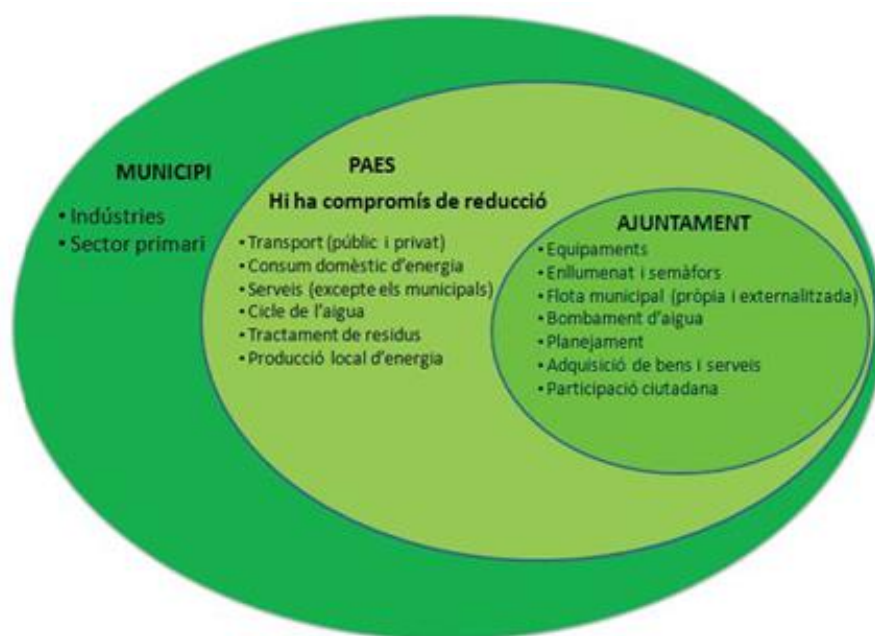 MUNICIPI
• Indústries
• Sector primari
PAES
Hi ha compromís de reducció
• Transport (públic i privat)
• Consum domèstic d'energia
• Serveis (excepte els municipals)
• Cicle de l'aigua
• Tractament de residus
• Producció local d'energia
AJUNTAMENT
• Equipaments
• Enllumenat i semàfors
• Flota municipal (pròpia i externalitzada)
• Bombament d'aigua
• Planejament
• Adquisició de bens i serveis
• Participació ciutadana